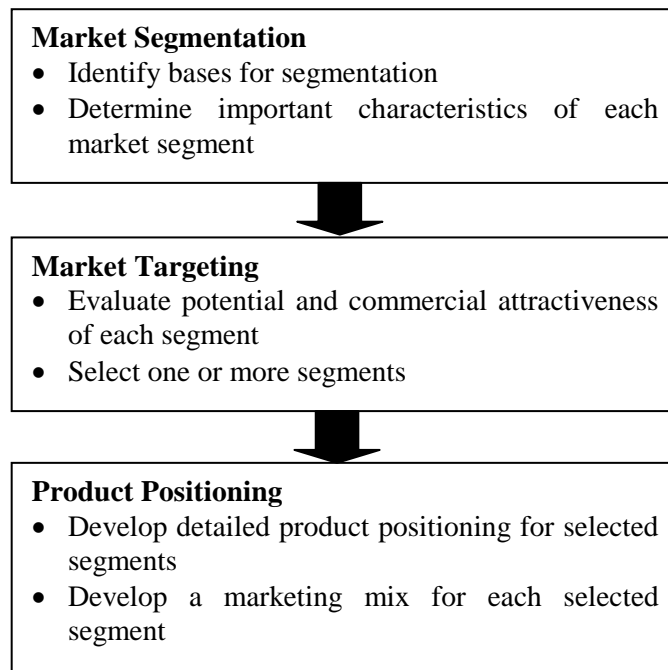 Market Segmentation
• Identify bases for segmentation
• Determine important characteristics of each
market segment
Market Targeting
• Evaluate potential and commercial attractiveness
of each segment
• Select one or more segments
Product Positioning
• Develop detailed product positioning for selected
segments
• Develop a marketing mix for each selected
segment